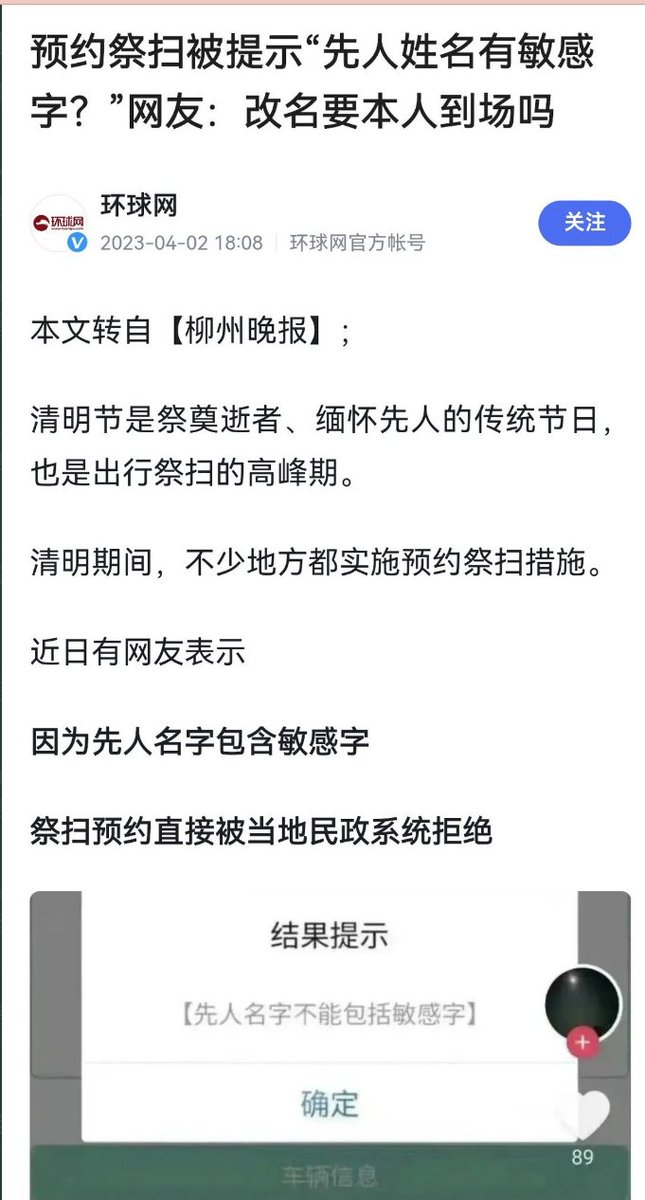 预约祭扫被提示“先人姓名有敏感
字？”网友：改名要本人到场吗
环球网
环球网
2023-04-02 18:08
环球网官方帐号
关注
本文转自【柳州晚报】；
清明节是祭奠逝者、缅怀先人的传统节日，
也是出行祭扫的高峰期。
清明期间，不少地方都实施预约祭扫措施。
近日有网友表示
因为先人名字包含敏感字
祭扫预约直接被当地民政系统拒绝
结果提示
【先人名字不能包括敏感字】
确定
89
车辆信息